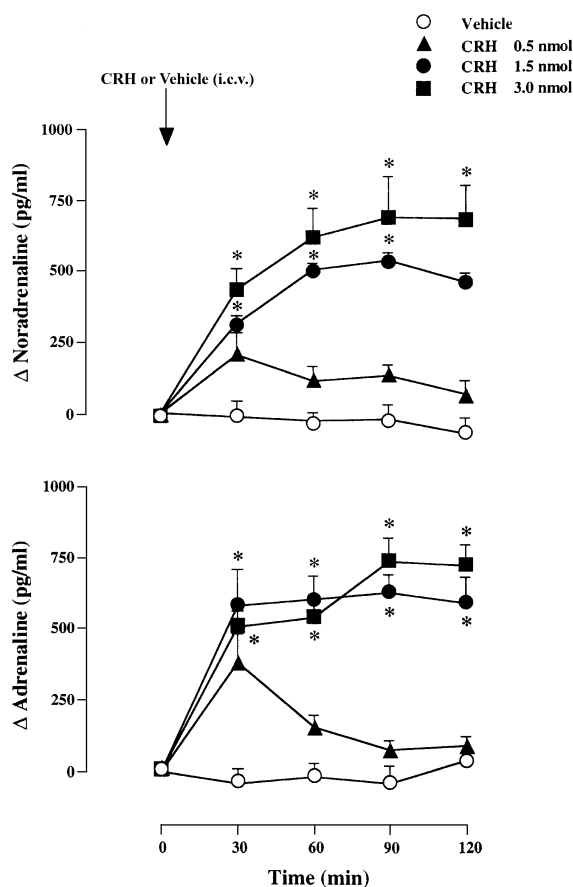 Vehicle
CRH 0.5 nmol
CRH 1.5 nmol
CRH 3.0 nmol
CRH or Vehicle (i.c.v.)
Δ Noradrenaline (pg/ml)
1000
750
500
250
0
* * * *
* * *
Δ Adrenaline (pg/ml)
1000
750
500
250
0
* * * *
* * * *
0 30 60 90 120
Time (min)